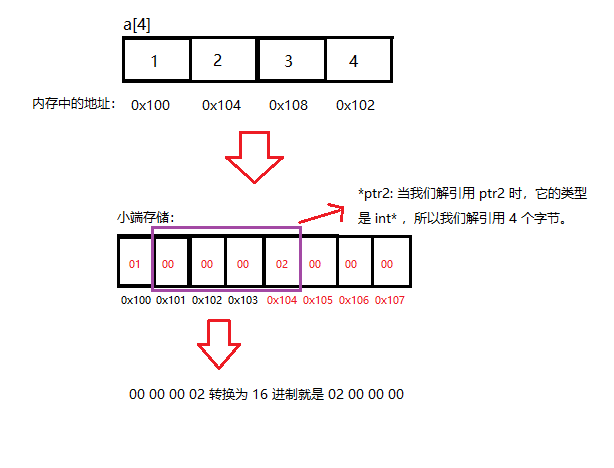 a[4]
1 2 3 4
内存中的地址： 0x100 0x104 0x108 0x102
*ptr2: 当我们解引用 ptr2 时，它的类型
是 int* ，所以我们解引用 4 个字节。
小端存储：
01 00 00 00 02 00 00 00
0x100 0x101 0x102 0x103 0x104 0x105 0x106 0x107
00 00 00 02 转换为 16 进制就是 02 00 00 00